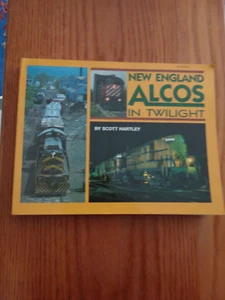 NEW ENGLAND
ALCOS
IN TWILIGHT
BY SCOTT HARTLEY